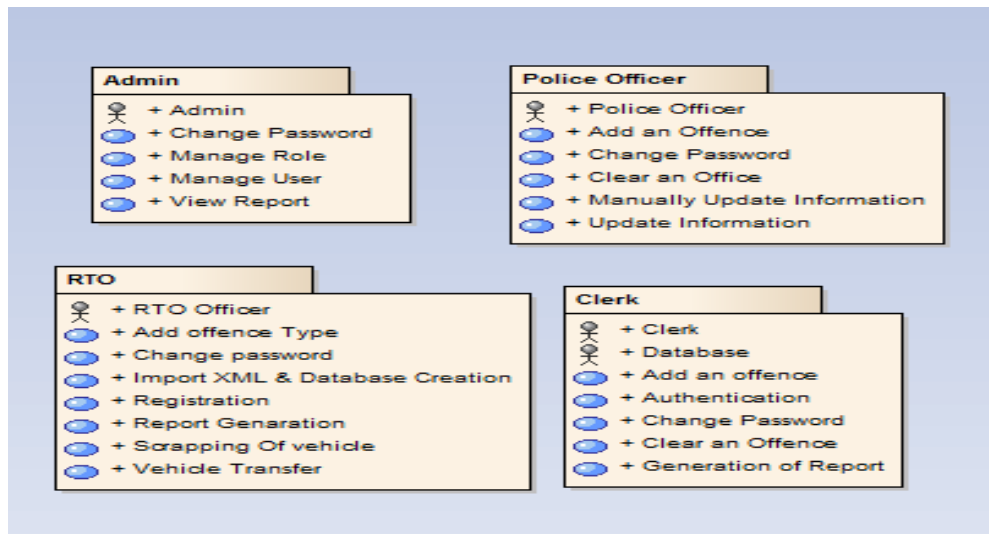 Admin
+ Admin
+ Change Password
+ Manage Role
+ Manage User
+ View Report
Police Officer
+ Police Officer
+ Add an Offence
+ Change Password
+ Clear an Office
+ Manually Update Information
+ Update Information
RTO
+ RTO Officer
+ Add offence Type
+ Change password
+ Import XML & Database Creation
+ Registration
+ Report Genaration
+ Scrapping Of vehicle
+ Vehicle Transfer
Clerk
+ Clerk
+ Database
+ Add an offence
+ Authentication
+ Change Password
+ Clear an Offence
+ Generation of Report